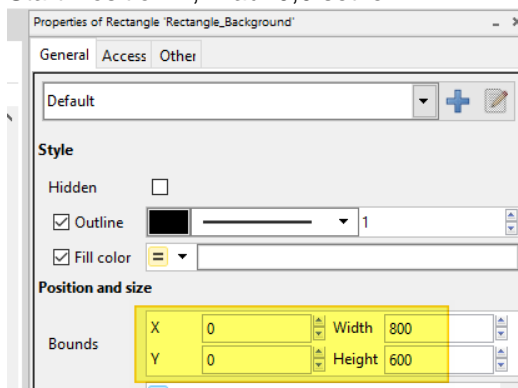 Properties of Rectangle 'Rectangle_Background'
General Access Other
Default
Style
Hidden
Outline 1
Fill color =
Position and size
Bounds
X 0 Width 800
Y 0 Height 600